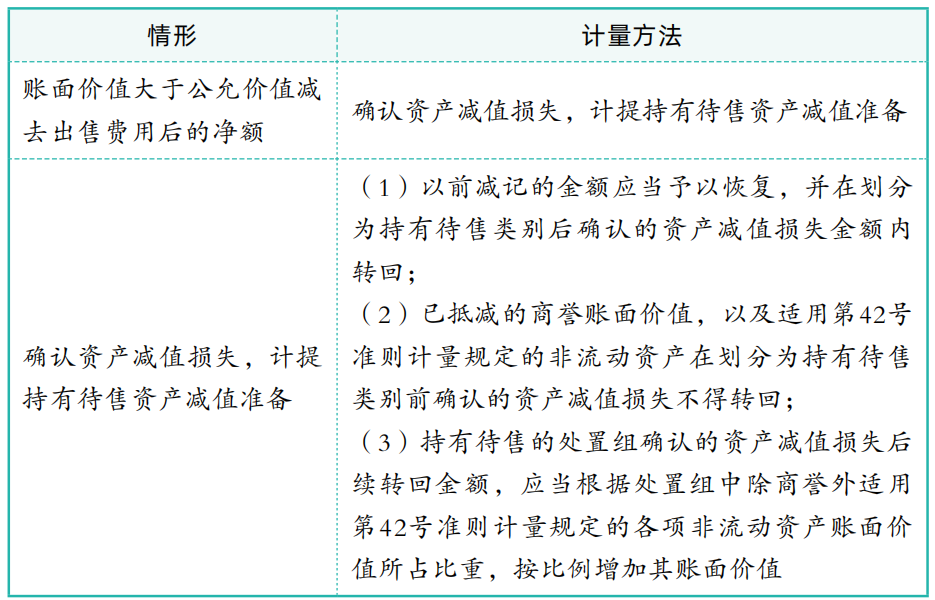 情形
计量方法
账面价值大于公允价值减
去出售费用后的净额
确认资产减值损失，计提持有待售资产减值准备
确认资产减值损失，计提
持有待售资产减值准备
（1）以前减记的金额应当予以恢复，并在划分
为持有待售类别后确认的资产减值损失金额内
转回；
（2）已抵减的商誉账面价值，以及适用第42号
准则计量规定的非流动资产在划分为持有待售
类别前确认的资产减值损失不得转回；
（3）持有待售的处置组确认的资产减值损失后
续转回金额，应当根据处置组中除商誉外适用
第42号准则计量规定的各项非流动资产账面价
值所占比重，按比例增加其账面价值